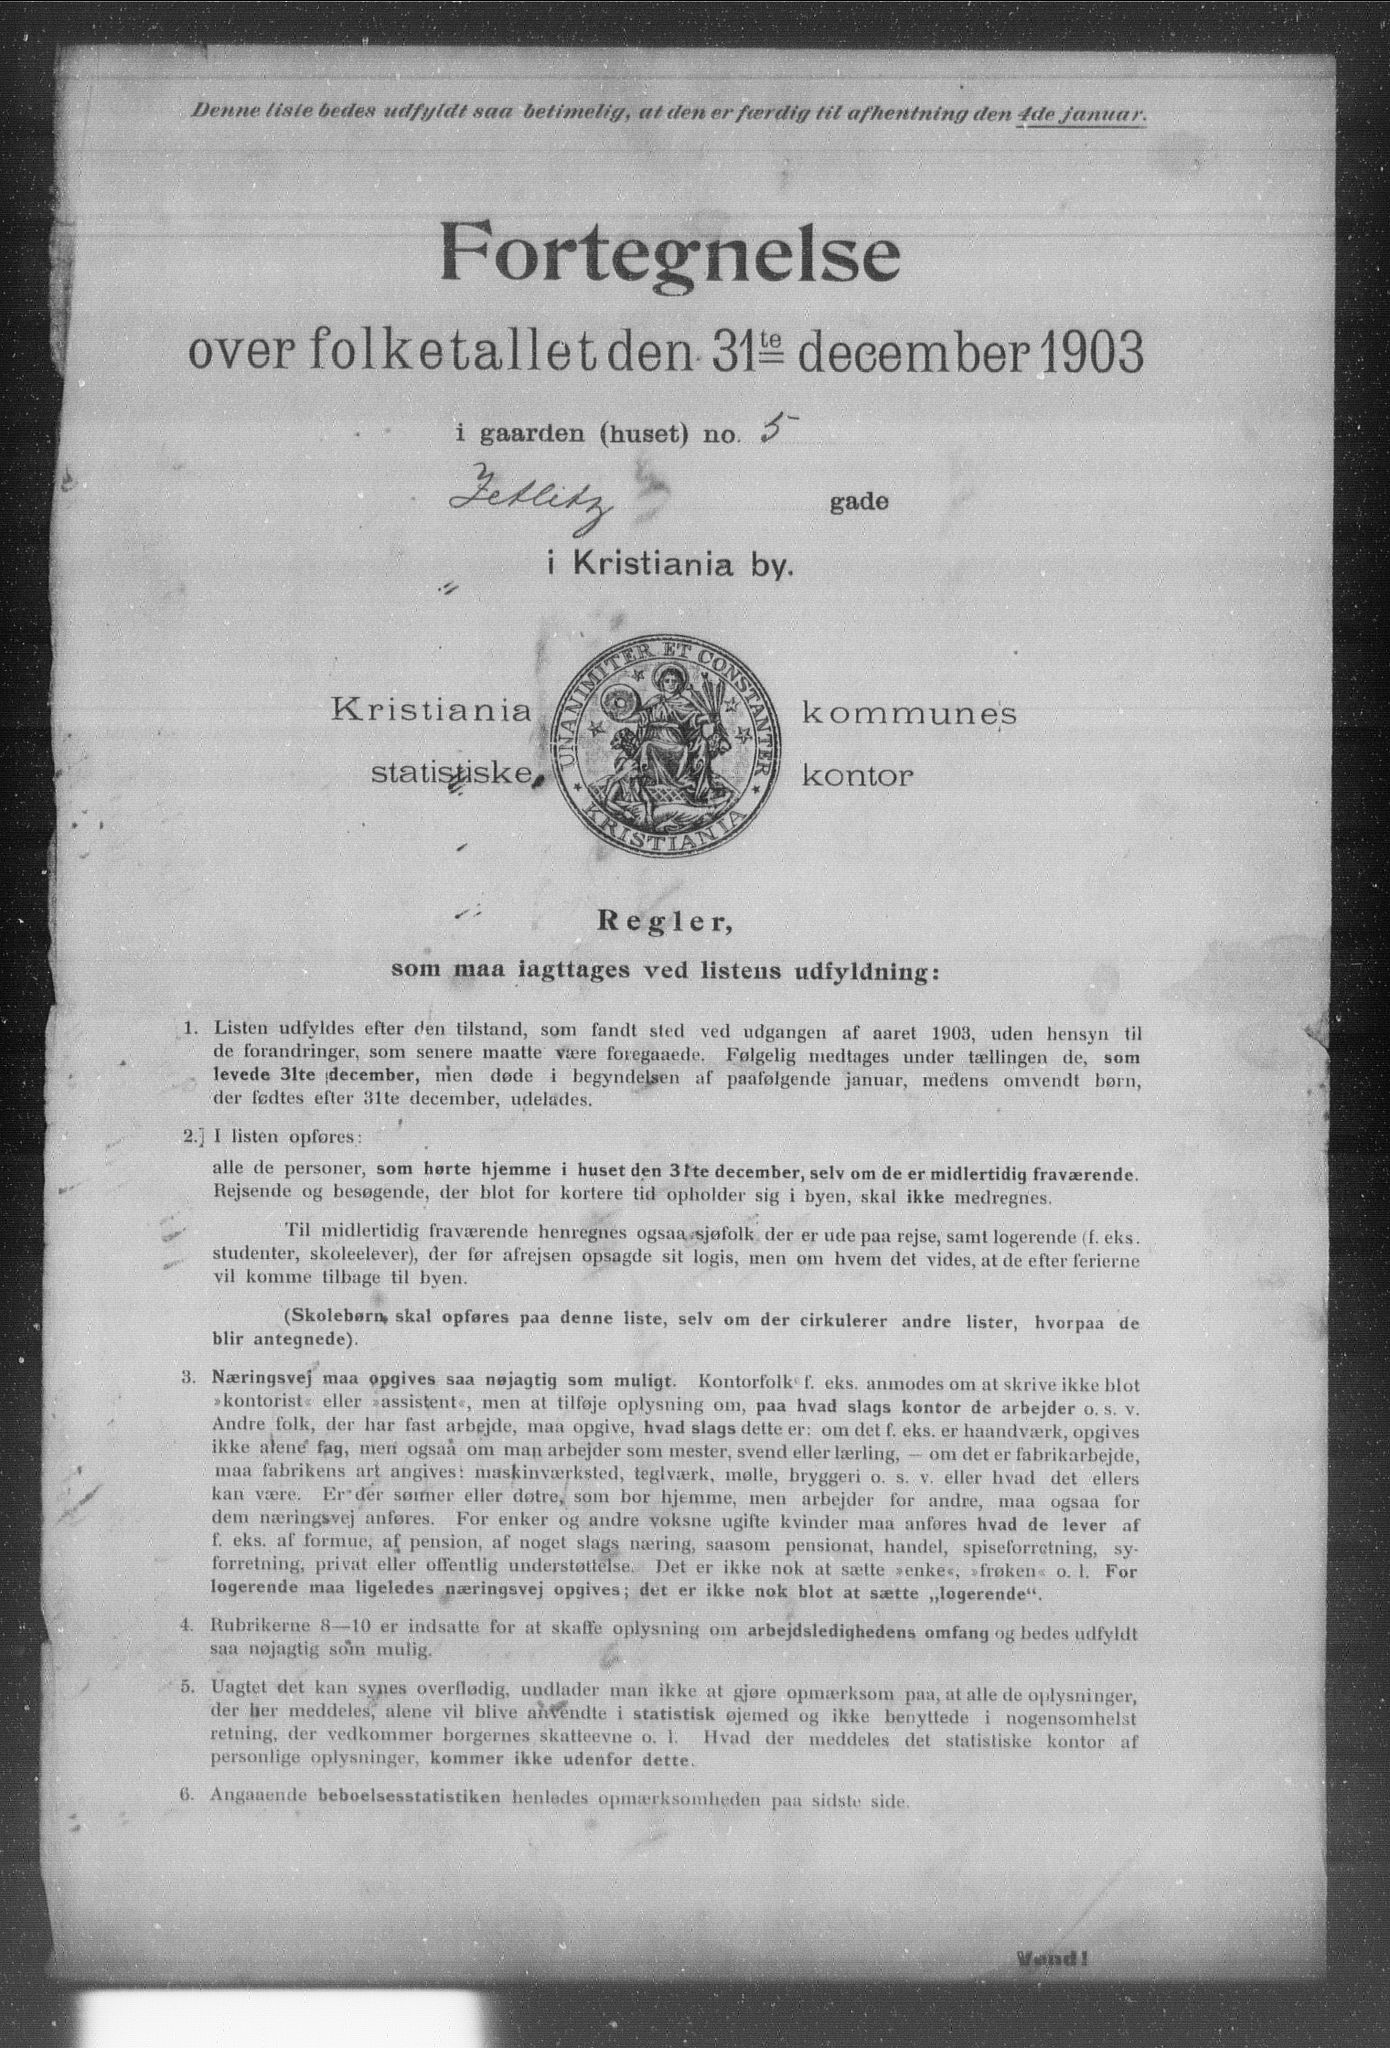 Denne liste bedes udfyldt saa betimelig, at den er færdig til afhentning den 4de januar.
Fortegnelse
over folketallet den 31te december 1903
i gaarden (huset) no. 5
Zetlitz gade
i Kristiania by.
UNANIMITER ET CONSTANTER
KRISTIANIA
Kristiania kommunes
statistiske kontor
Regler,
som maa iagttages ved listens udfyldning:
1. Listen udfyldes efter den tilstand, som fandt sted ved udgangen af aaret 1903, uden hensyn til
de forandringer, som senere maatte være foregaaede. Følgelig medtages under tællingen de, som
levede 31te december, men døde i begyndelsen af paafølgende januar, medens omvendt børn,
der fødtes efter 31te december, udelades.
2. I listen opføres:
alle de personer, som hørte hjemme i huset den 31te december, selv om de er midlertidig fraværende.
Rejsende og besøgende, der blot for kortere tid opholder sig i byen, skal ikke medregnes.
Til midlertidig fraværende henregnes ogsaa sjøfolk der er ude paa rejse, samt logerende (f. eks.
studenter, skoleelever), der før afrejsen opsagde sit logis, men om hvem det vides, at de efter ferierne
vil komme tilbage til byen.
(Skolebørn skal opføres paa denne liste, selv om der cirkulerer andre lister, hvorpaa de
blir antegnede).
3. Næringsvej maa opgives saa nøjagtig som muligt. Kontorfolk f. eks. anmodes om at skrive ikke blot
»kontorist« eller »assistent«, men at tilføje oplysning om, paa hvad slags kontor de arbejder o. s. v.
Andre folk, der har fast arbejde, maa opgive, hvad slags dette er: om det f. eks. er haandværk, opgives
ikke alene fag, men ogsaa om man arbejder som mester, svend eller lærling, — om det er fabrikarbejde,
maa fabrikens art angives: maskinværksted, teglværk, mølle, bryggeri o. s. v. eller hvad det ellers
kan være. Er der sønner eller døtre, som bor hjemme, men arbejder for andre, maa ogsaa for
dem næringsvej anføres. For enker og andre voksne ugifte kvinder maa anføres hvad de lever af
f. eks. af formue, af pension, af noget slags næring, saasom pensionat, handel, spiseforretning, sy-
forretning, privat eller offentlig understøttelse. Det er ikke nok at sætte »enke«, »frøken« o. l. For
logerende maa ligeledes næringsvej opgives; det er ikke nok blot at sætte „logerende“.
4. Rubrikerne 8—10 er indsatte for at skaffe oplysning om arbejdsledighedens omfang og bedes udfyldt
saa nøjagtig som mulig.
5. Uagtet det kan synes overflødig, undlader man ikke at gjøre opmærksom paa, at alle de oplysninger,
der her meddeles, alene vil blive anvendte i statistisk øjemed og ikke benyttede i nogensomhelst
retning, der vedkommer borgernes skatteevne o. l. Hvad der meddeles det statistiske kontor af
personlige oplysninger, kommer ikke udenfor dette.
6. Angaaende beboelsesstatistiken henledes opmærksomheden paa sidste side.
Vend!